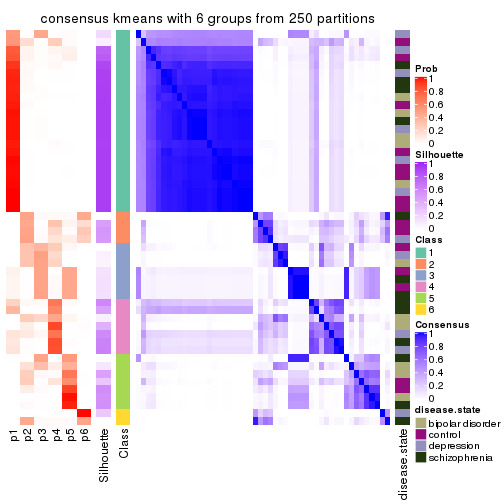 consensus kmeans with 6 groups from 250 partitions
Prob
1
0.8
0.6
0.4
0.2
0
Silhouette
1
0.8
0.6
0.4
0.2
0
Class
1
2
3
4
5
6
Consensus
1
0.8
0.6
0.4
0.2
0
disease.state
bipolar disorder
control
depression
schizophrenia
p1
p2
p3
p4
p5
p6
Silhouette
Class
disease.state